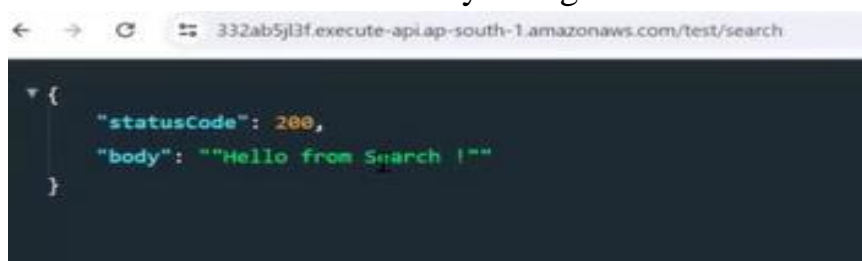 332ab5jl3f.execute-api.ap-south-1.amazonaws.com/test/search
{
"statusCode": 200,
"body": ""Hello from Search !""
}